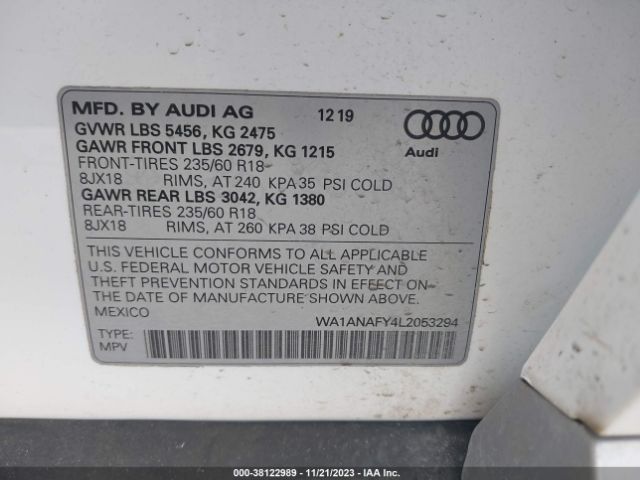 MFD. BY AUDI AG 12 19
GVWR LBS 5456, KG 2475
GAWR FRONT LBS 2679, KG 1215
Audi
FRONT-TIRES 235/60 R18
8JX18 RIMS, AT 240 KPA 35 PSI COLD
GAWR REAR LBS 3042, KG 1380
REAR-TIRES 235/60 R18
8JX18 RIMS, AT 260 KPA 38 PSI COLD
THIS VEHICLE CONFORMS TO ALL APPLICABLE
U.S. FEDERAL MOTOR VEHICLE SAFETY AND
THEFT PREVENTION STANDARDS IN EFFECT ON
THE DATE OF MANUFACTURE SHOWN ABOVE.
MEXICO WA1ANAFY4L2053294
TYPE:
MPV
000-38122989 - 11/21/2023 - IAA Inc.